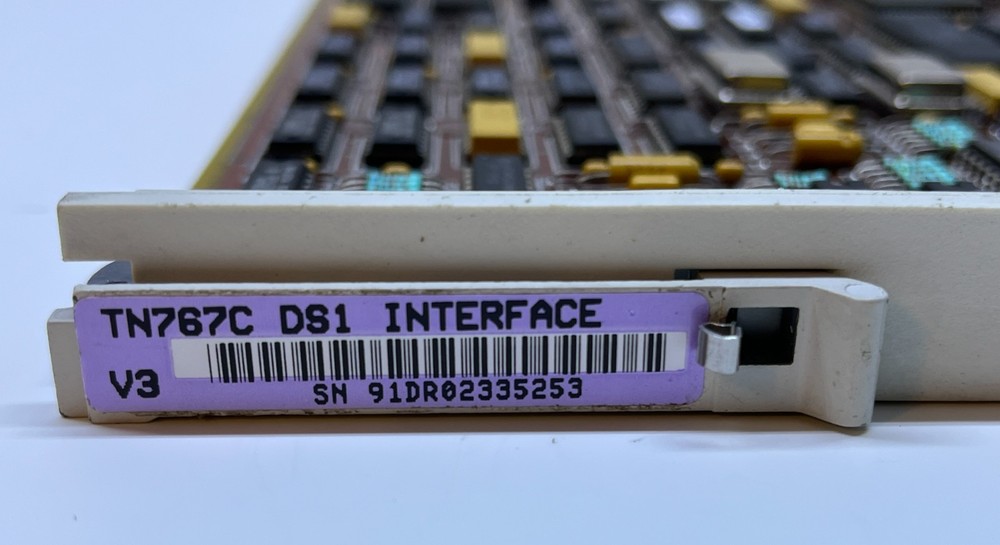 TN767C DS1 INTERFACE
V3
SN 91DR02335253